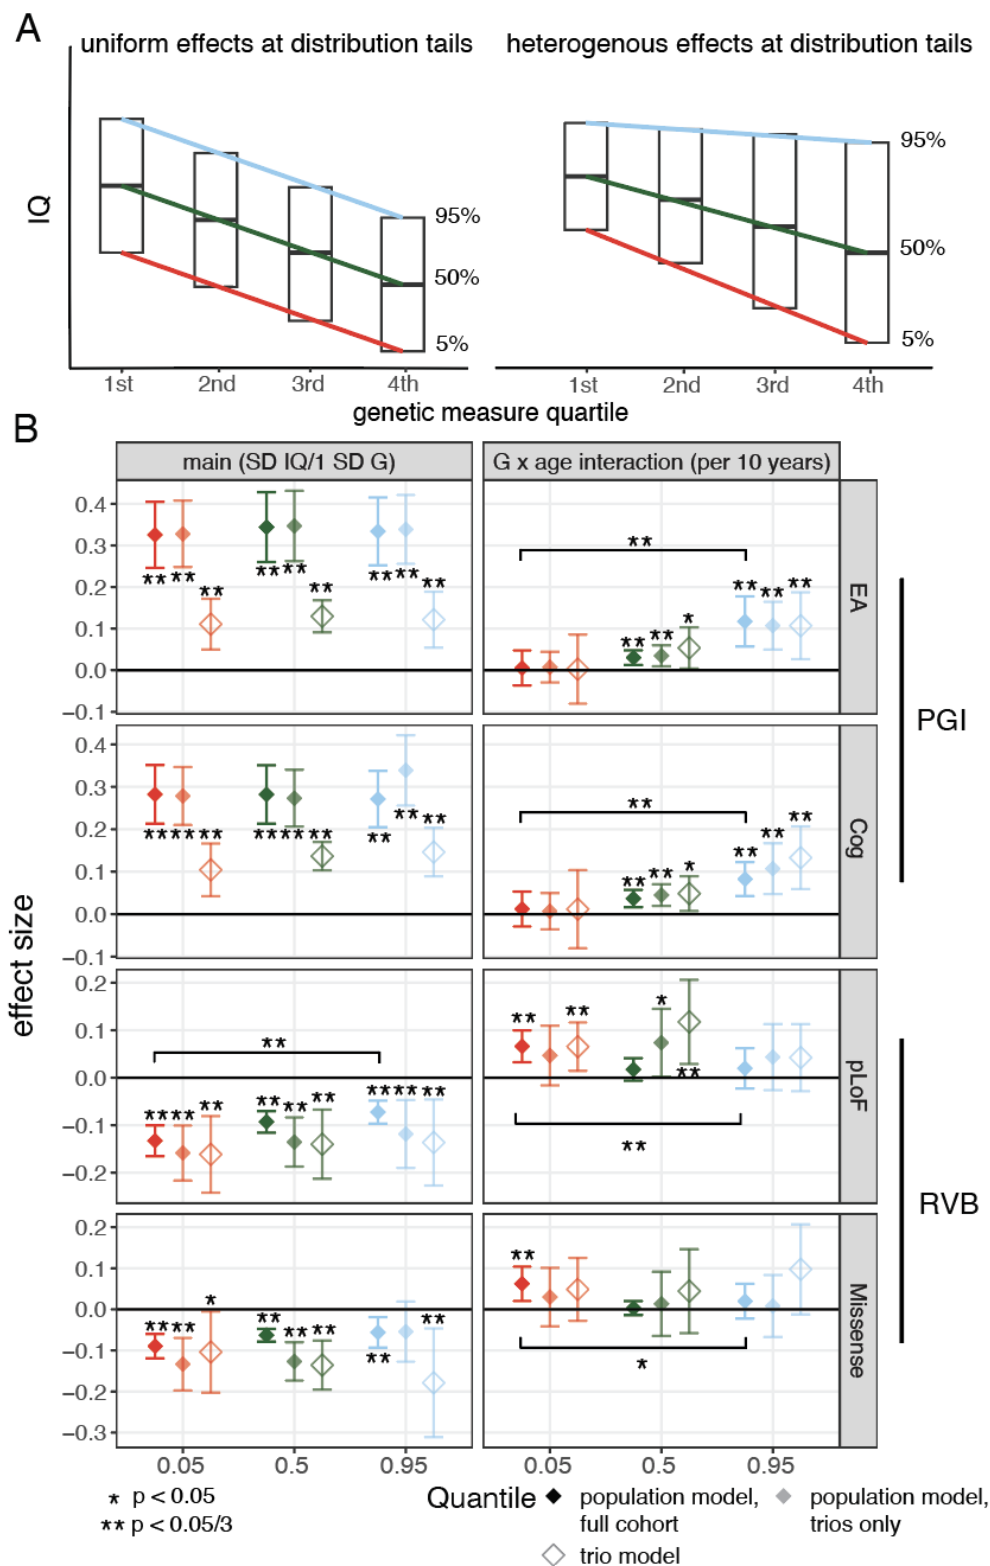 A
uniform effects at distribution tails
heterogenous effects at distribution tails
IQ
95%
50%
5%
95%
50%
5%
1st 2nd 3rd 4th
1st 2nd 3rd 4th
genetic measure quartile
B
main (SD IQ/1 SD G)
G x age interaction (per 10 years)
effect size
0.4
0.3
0.2
0.1
0.0
−0.1
** ** **
** ** **
** ** **
**
** ** *
** ** **
EA
0.4
0.3
0.2
0.1
0.0
−0.1
** ** **
** ** **
** ** **
**
** ** *
** ** **
Cog
PGI
0.2
0.1
0.0
−0.1
−0.2
**
** ** **
** ** **
** ** **
** **
* **
**
pLoF
0.2
0.1
0.0
−0.1
−0.2
−0.3
** ** *
** ** **
** **
**
*
Missense
RVB
0.05 0.5 0.95
0.05 0.5 0.95
* p < 0.05
** p < 0.05/3
Quantile
population model,
full cohort
population model,
trios only
trio model